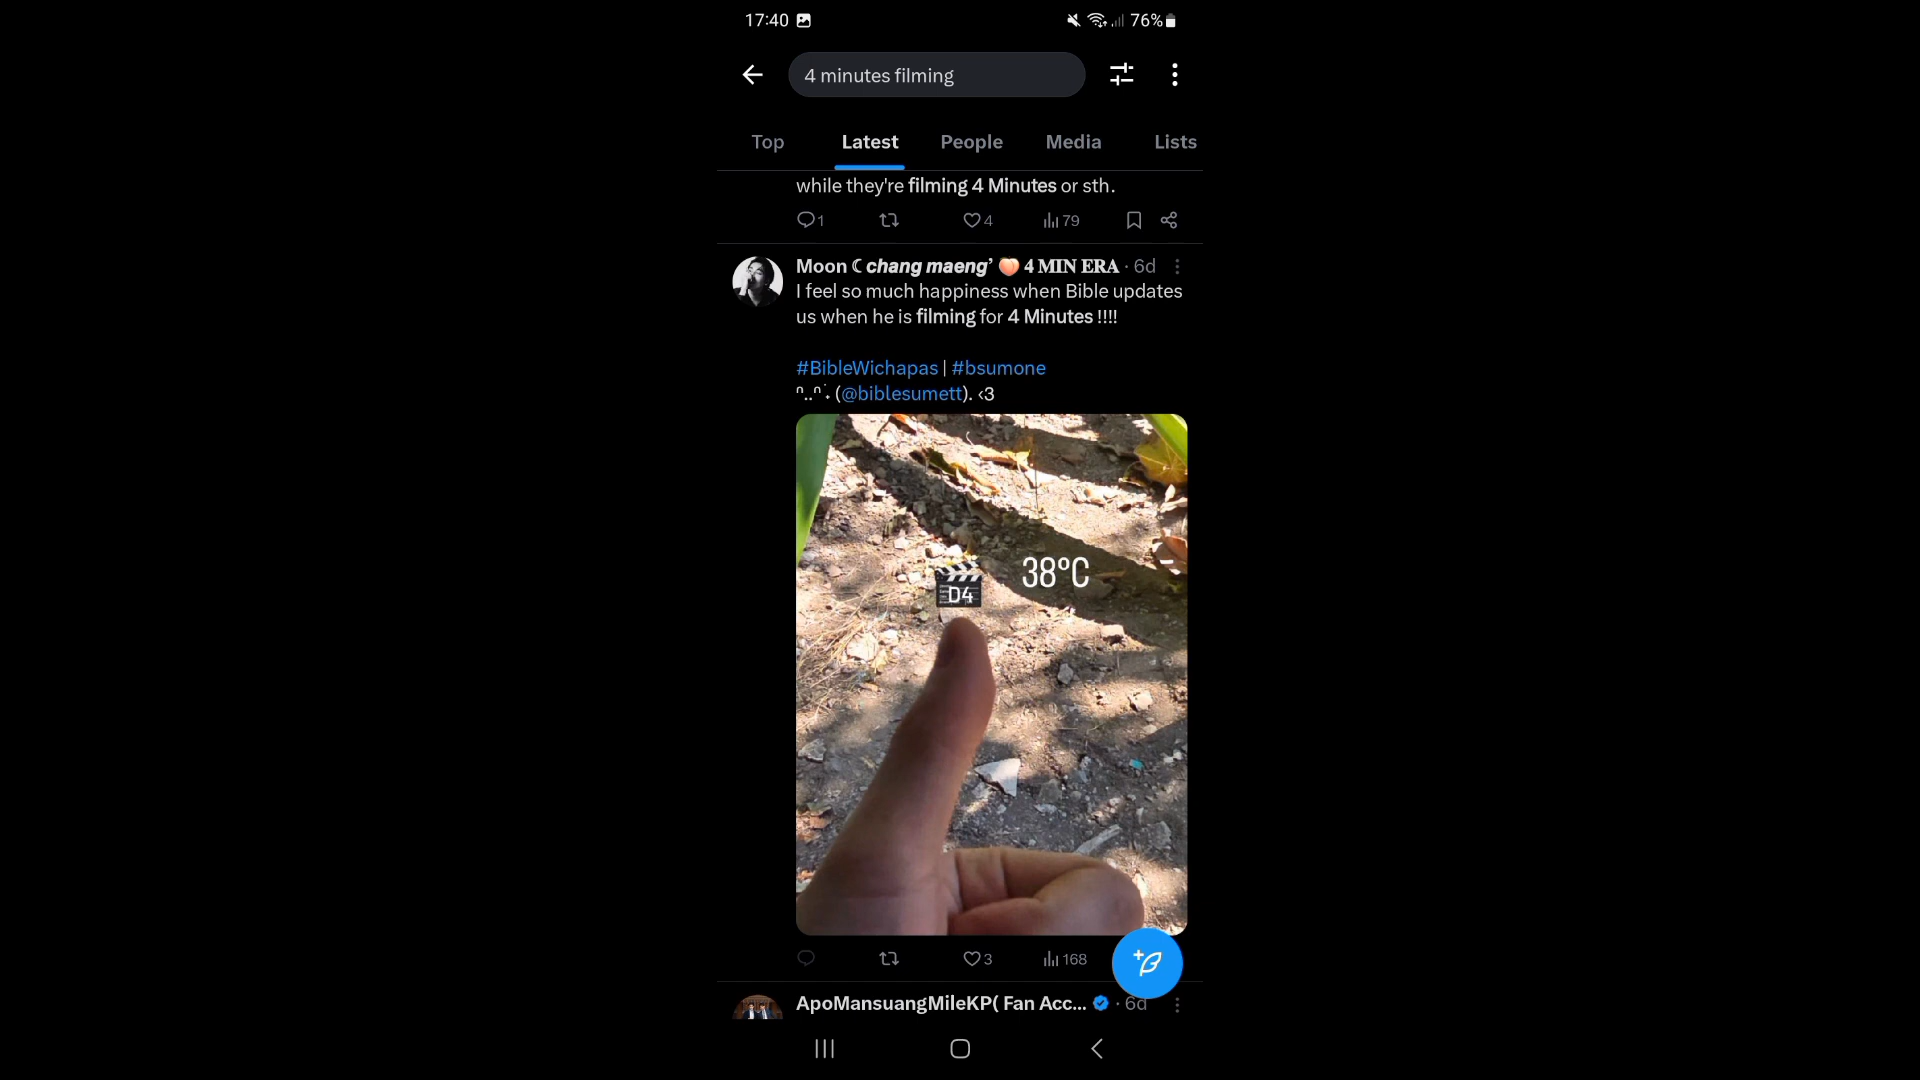 17:40
76%
4 minutes filming
Top Latest People Media Lists
while they're filming 4 Minutes or sth.
1 4 79
Moon ☾ chang maeng’ 🍑 4 MIN ERA · 6d
I feel so much happiness when Bible updates
us when he is filming for 4 Minutes !!!!
#BibleWichapas | #bsumone
(@biblesumett). <3
38°C
D4
3 168
ApoMansuangMileKP( Fan Acc... · 6d